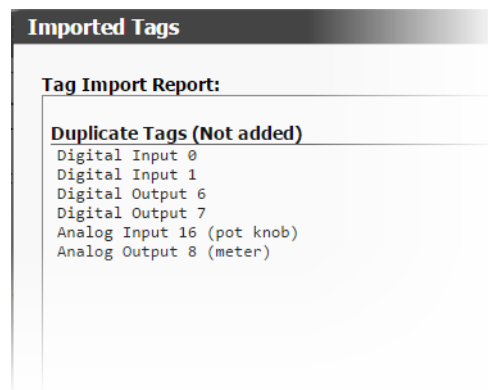 Imported Tags
Tag Import Report:
Duplicate Tags (Not added)
Digital Input 0
Digital Input 1
Digital Output 6
Digital Output 7
Analog Input 16 (pot knob)
Analog Output 8 (meter)